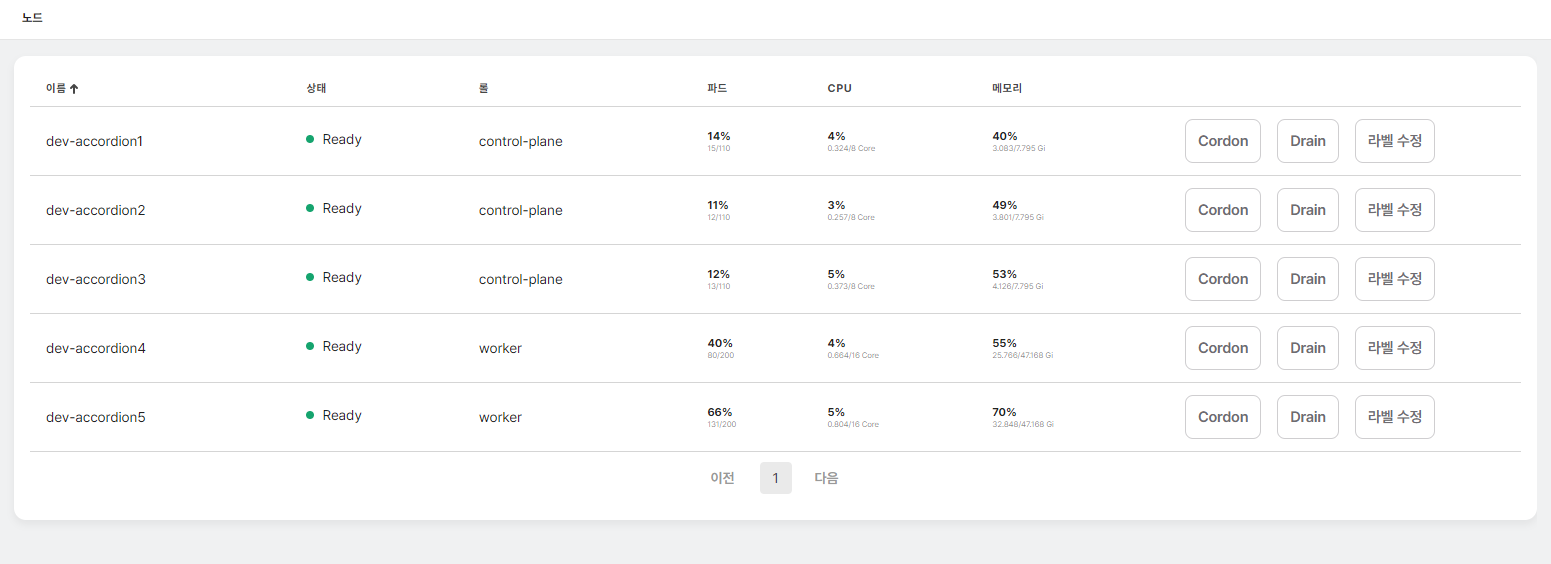 노드
이름 상태 롤 파드 CPU 메모리
dev-accordion1 Ready control-plane 14% 4% 40% Cordon Drain 라벨 수정
15/110 0.324/8 Core 3.083/7.795 Gi
dev-accordion2 Ready control-plane 11% 3% 49% Cordon Drain 라벨 수정
12/110 0.257/8 Core 3.801/7.795 Gi
dev-accordion3 Ready control-plane 12% 5% 53% Cordon Drain 라벨 수정
13/110 0.373/8 Core 4.126/7.795 Gi
dev-accordion4 Ready worker 40% 4% 55% Cordon Drain 라벨 수정
80/200 0.664/16 Core 25.766/47.168 Gi
dev-accordion5 Ready worker 66% 5% 70% Cordon Drain 라벨 수정
131/200 0.804/16 Core 32.848/47.168 Gi
이전 1 다음